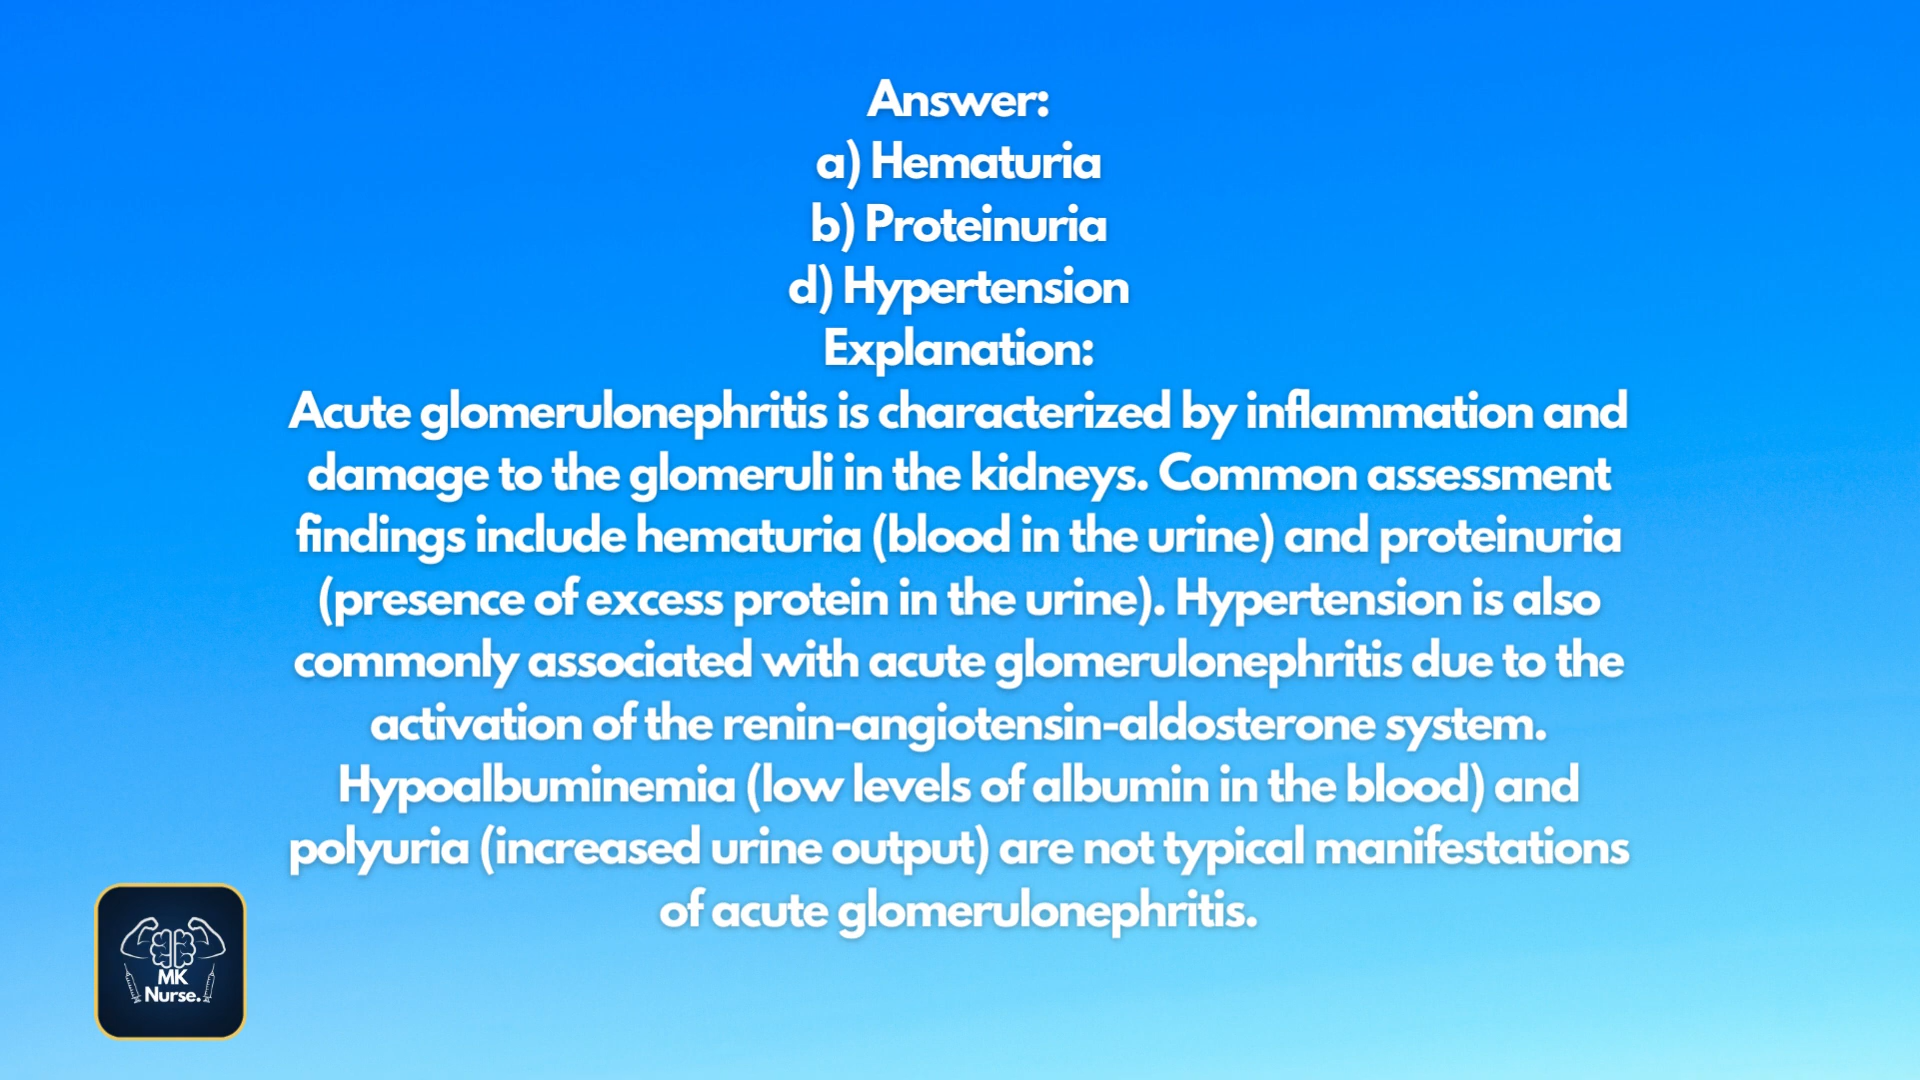 Answer:
a) Hematuria
b) Proteinuria
d) Hypertension
Explanation:
Acute glomerulonephritis is characterized by inflammation and
damage to the glomeruli in the kidneys. Common assessment
findings include hematuria (blood in the urine) and proteinuria
(presence of excess protein in the urine). Hypertension is also
commonly associated with acute glomerulonephritis due to the
activation of the renin-angiotensin-aldosterone system.
Hypoalbuminemia (low levels of albumin in the blood) and
polyuria (increased urine output) are not typical manifestations
of acute glomerulonephritis.
MK
Nurse.